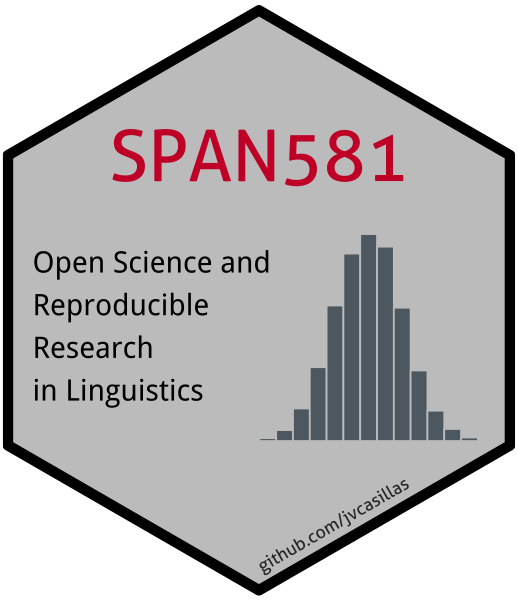 SPAN581
Open Science and
Reproducible
Research
in Linguistics
github.com/jvcasillas